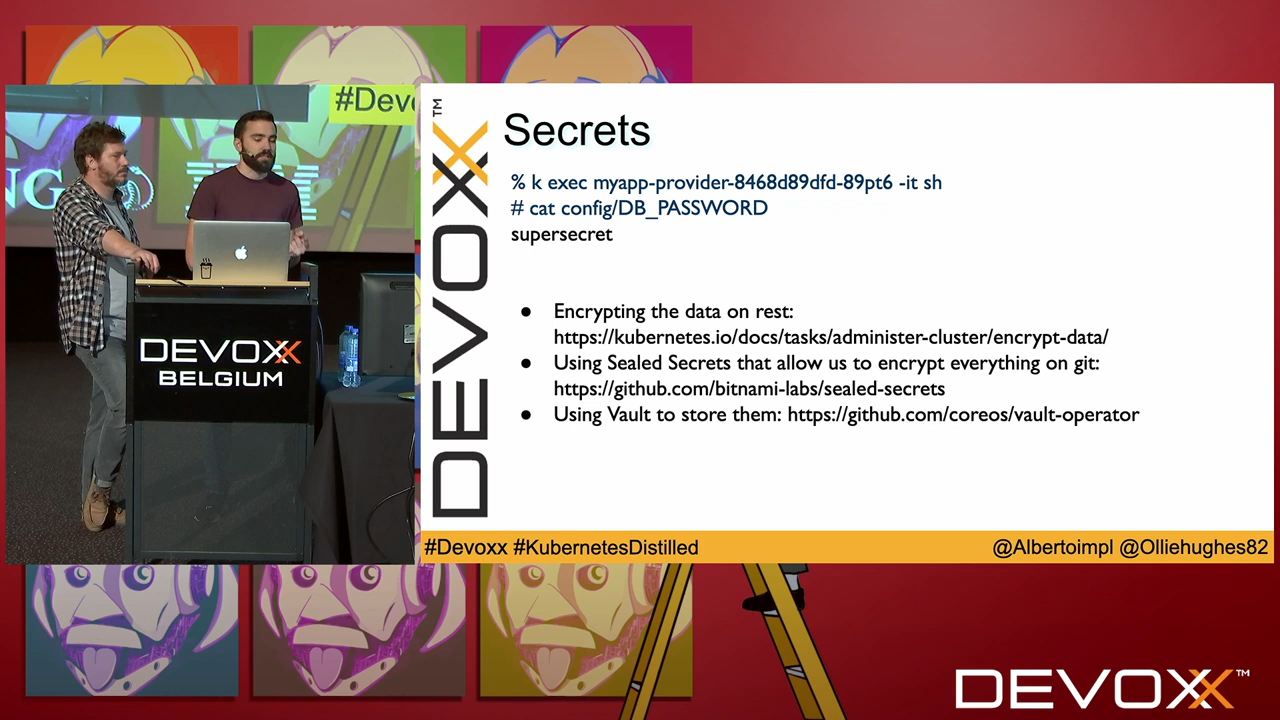 #Devo
NG
DEVOXX
BELGIUM
DEVOXX™
Secrets
% k exec myapp-provider-8468d89dfd-89pt6 -it sh
# cat config/DB_PASSWORD
supersecret
● Encrypting the data on rest:
https://kubernetes.io/docs/tasks/administer-cluster/encrypt-data/
● Using Sealed Secrets that allow us to encrypt everything on git:
https://github.com/bitnami-labs/sealed-secrets
● Using Vault to store them: https://github.com/coreos/vault-operator
#Devoxx #KubernetesDistilled
@Albertoimpl @Olliehughes82
DEVOXX™